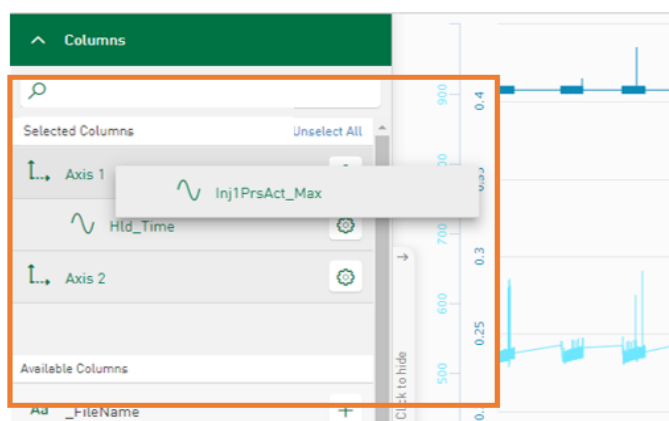 Columns
Selected Columns
Unselect All
Axis 1
Inj1PrsAct_Max
Hld_Time
Axis 2
Available Columns
Aa _FileName
Click to hide
900
700
600
500
0.4
0.3
0.25